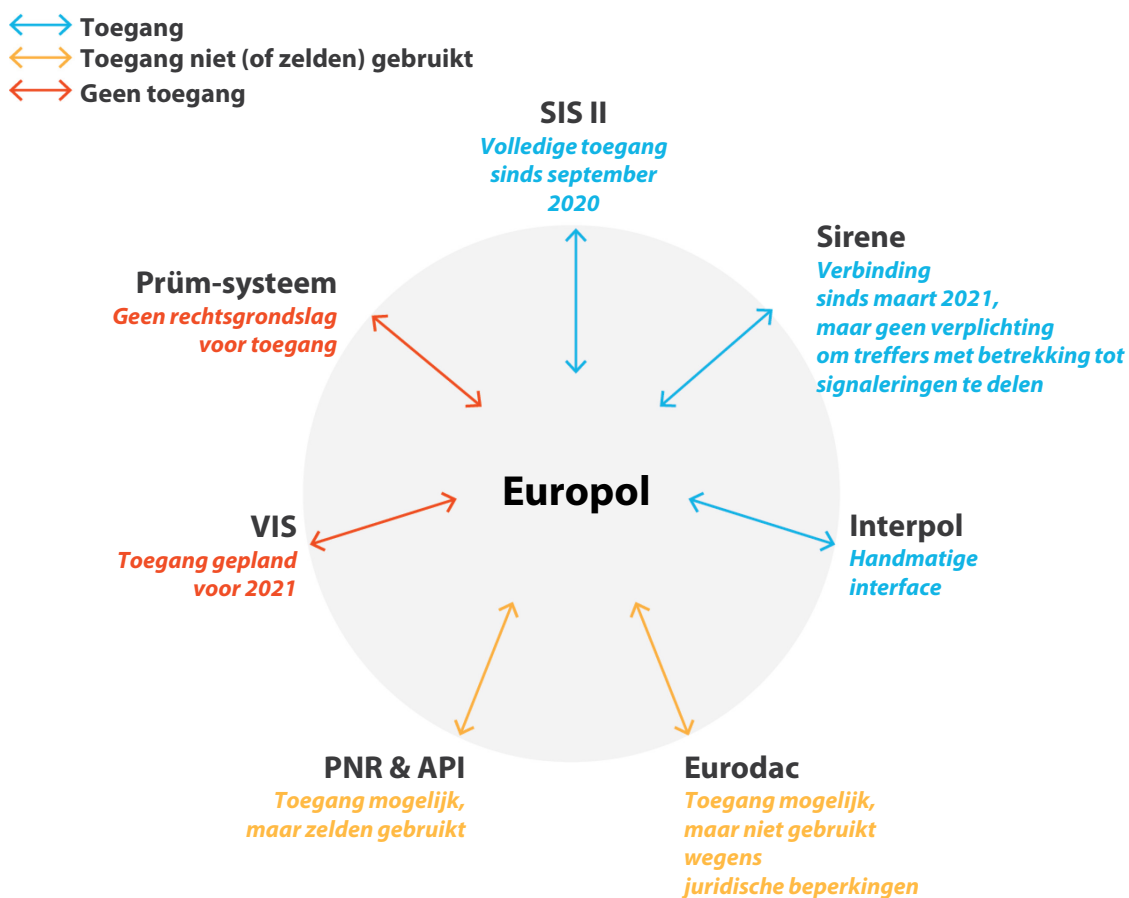 Toegang
Toegang niet (of zelden) gebruikt
Geen toegang
SIS II
Volledige toegang
sinds september
2020
Sirene
Verbinding
sinds maart 2021,
maar geen verplichting
om treffers met betrekking tot
signaleringen te delen
Prüm-systeem
Geen rechtsgrondslag
voor toegang
Europol
VIS
Toegang gepland
voor 2021
Interpol
Handmatige
interface
PNR & API
Toegang mogelijk,
maar zelden gebruikt
Eurodac
Toegang mogelijk,
maar niet gebruikt
wegens
juridische beperkingen